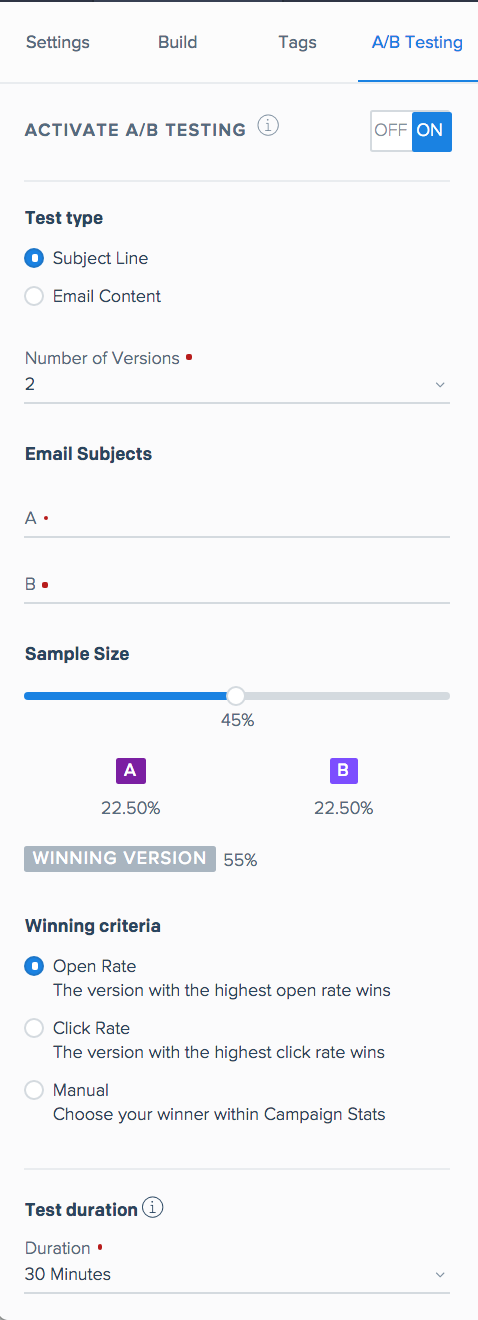 Settings Build Tags A/B Testing
ACTIVATE A/B TESTING i OFF ON
Test type
Subject Line
Email Content
Number of Versions
2
Email Subjects
A
B
Sample Size
45%
A B
22.50% 22.50%
WINNING VERSION 55%
Winning criteria
Open Rate
The version with the highest open rate wins
Click Rate
The version with the highest click rate wins
Manual
Choose your winner within Campaign Stats
Test duration i
Duration
30 Minutes